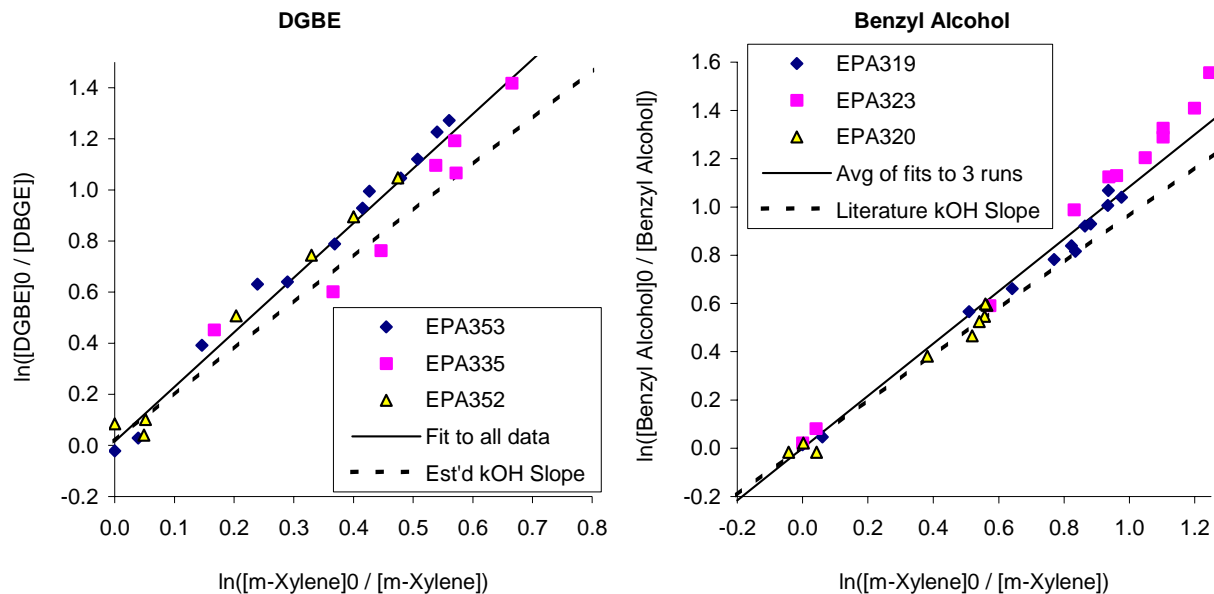 DGBE
ln([DGBE]0 / [DBGE])
1.4
1.2
1.0
0.8
0.6
0.4
0.2
0.0
-0.2
0.0 0.1 0.2 0.3 0.4 0.5 0.6 0.7 0.8
ln([m-Xylene]0 / [m-Xylene])
EPA353
EPA335
EPA352
Fit to all data
Est'd kOH Slope
Benzyl Alcohol
ln([Benzyl Alcohol]0 / [Benzyl Alcohol])
1.6
1.4
1.2
1.0
0.8
0.6
0.4
0.2
0.0
-0.2
-0.2 0.0 0.2 0.4 0.6 0.8 1.0 1.2
ln([m-Xylene]0 / [m-Xylene])
EPA319
EPA323
EPA320
Avg of fits to 3 runs
Literature kOH Slope